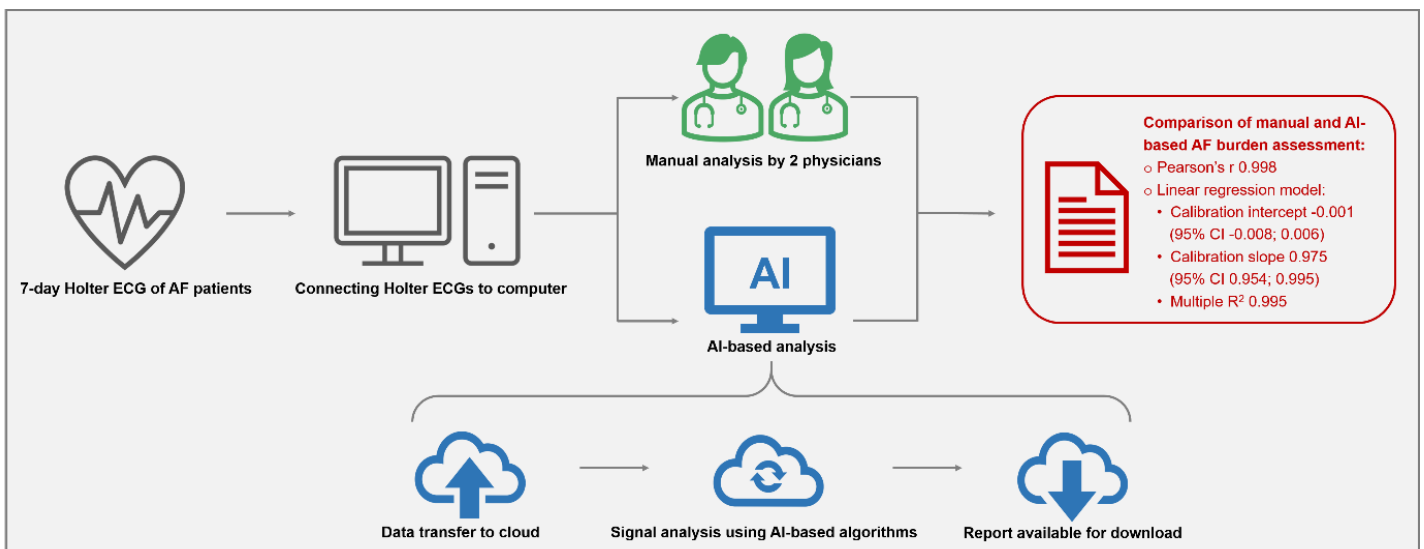 Manual analysis by 2 physicians
7-day Holter ECG of AF patients
Connecting Holter ECGs to computer
AI
AI-based analysis
Comparison of manual and AI-
based AF burden assessment:
○ Pearson's r 0.998
○ Linear regression model:
• Calibration intercept -0.001
(95% CI -0.008; 0.006)
• Calibration slope 0.975
(95% CI 0.954; 0.995)
• Multiple R² 0.995
Data transfer to cloud
Signal analysis using AI-based algorithms
Report available for download